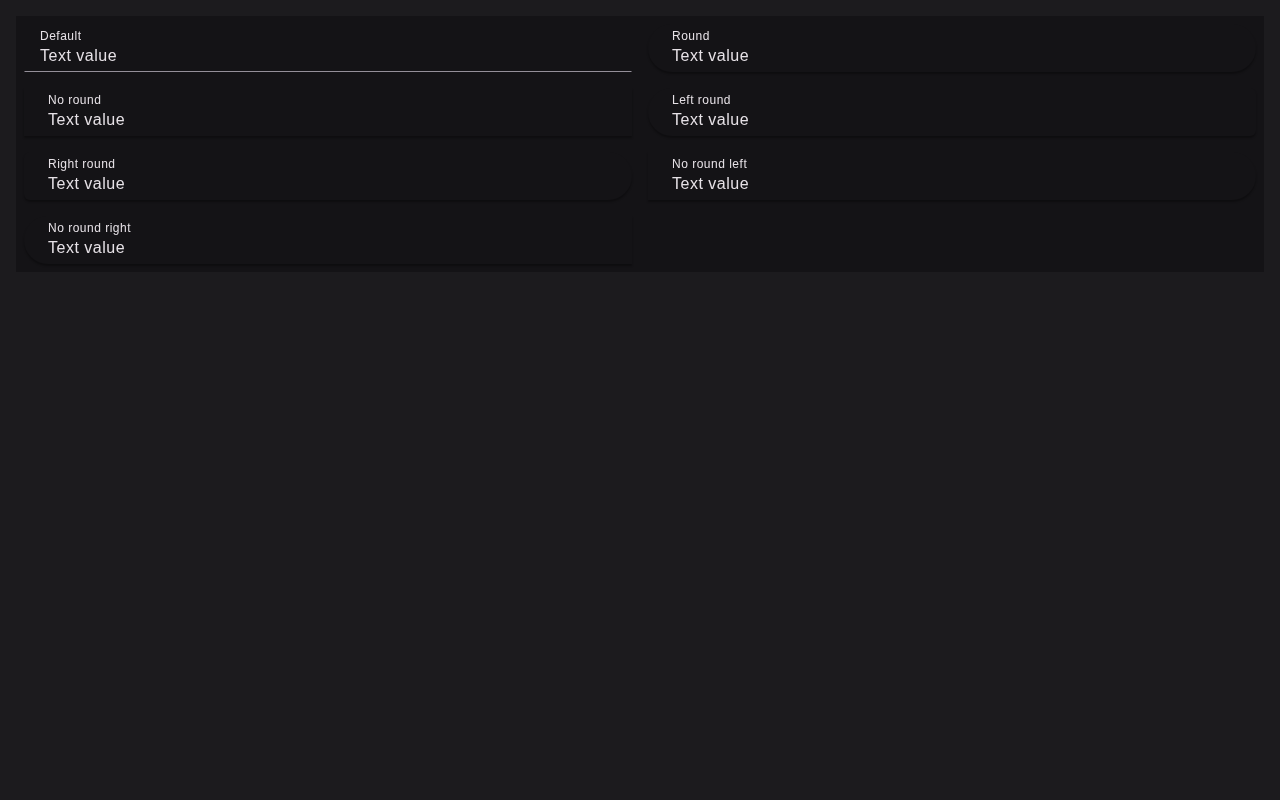 Default
Text value
Round
Text value
No round
Text value
Left round
Text value
Right round
Text value
No round left
Text value
No round right
Text value